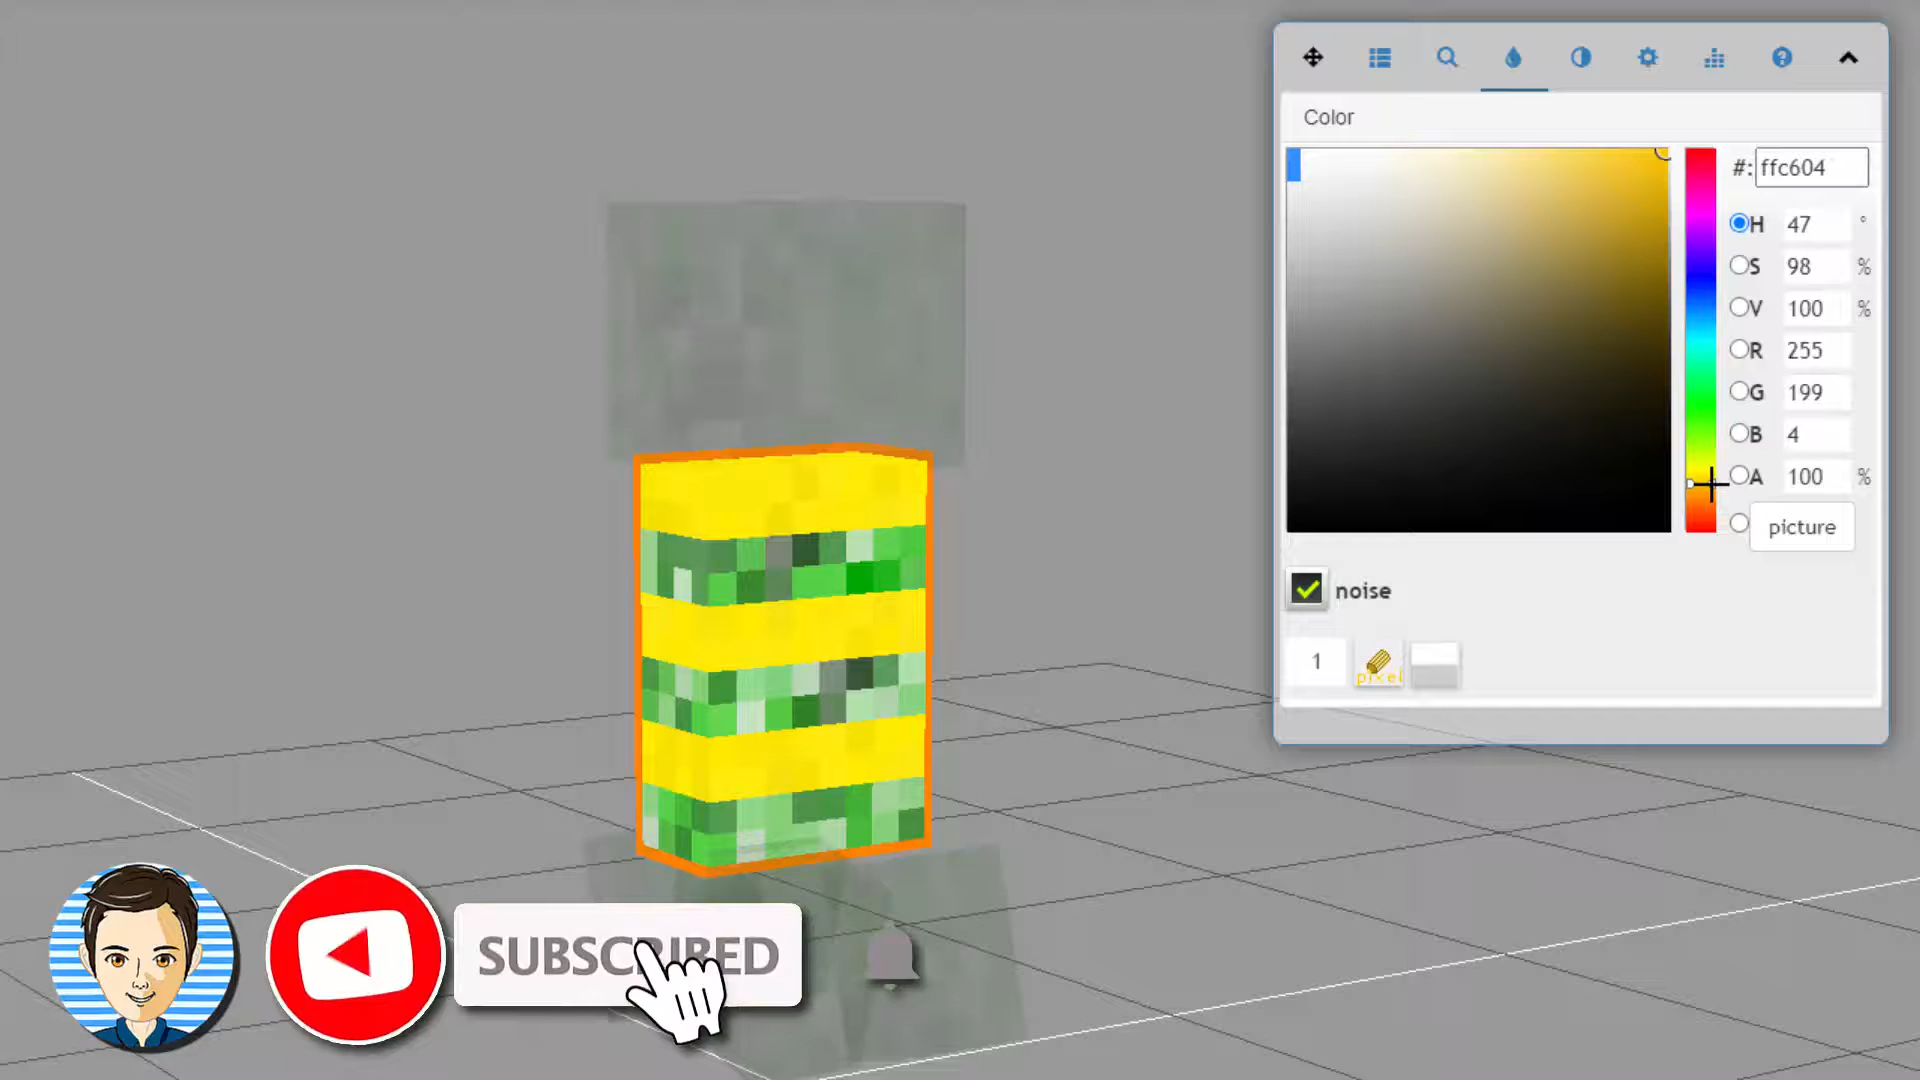 Color
#: ffc604
H 47 °
S 98 %
V 100 %
R 255
G 199
B 4
A 100 %
picture
noise
1
pixel
SUBSCRIBED